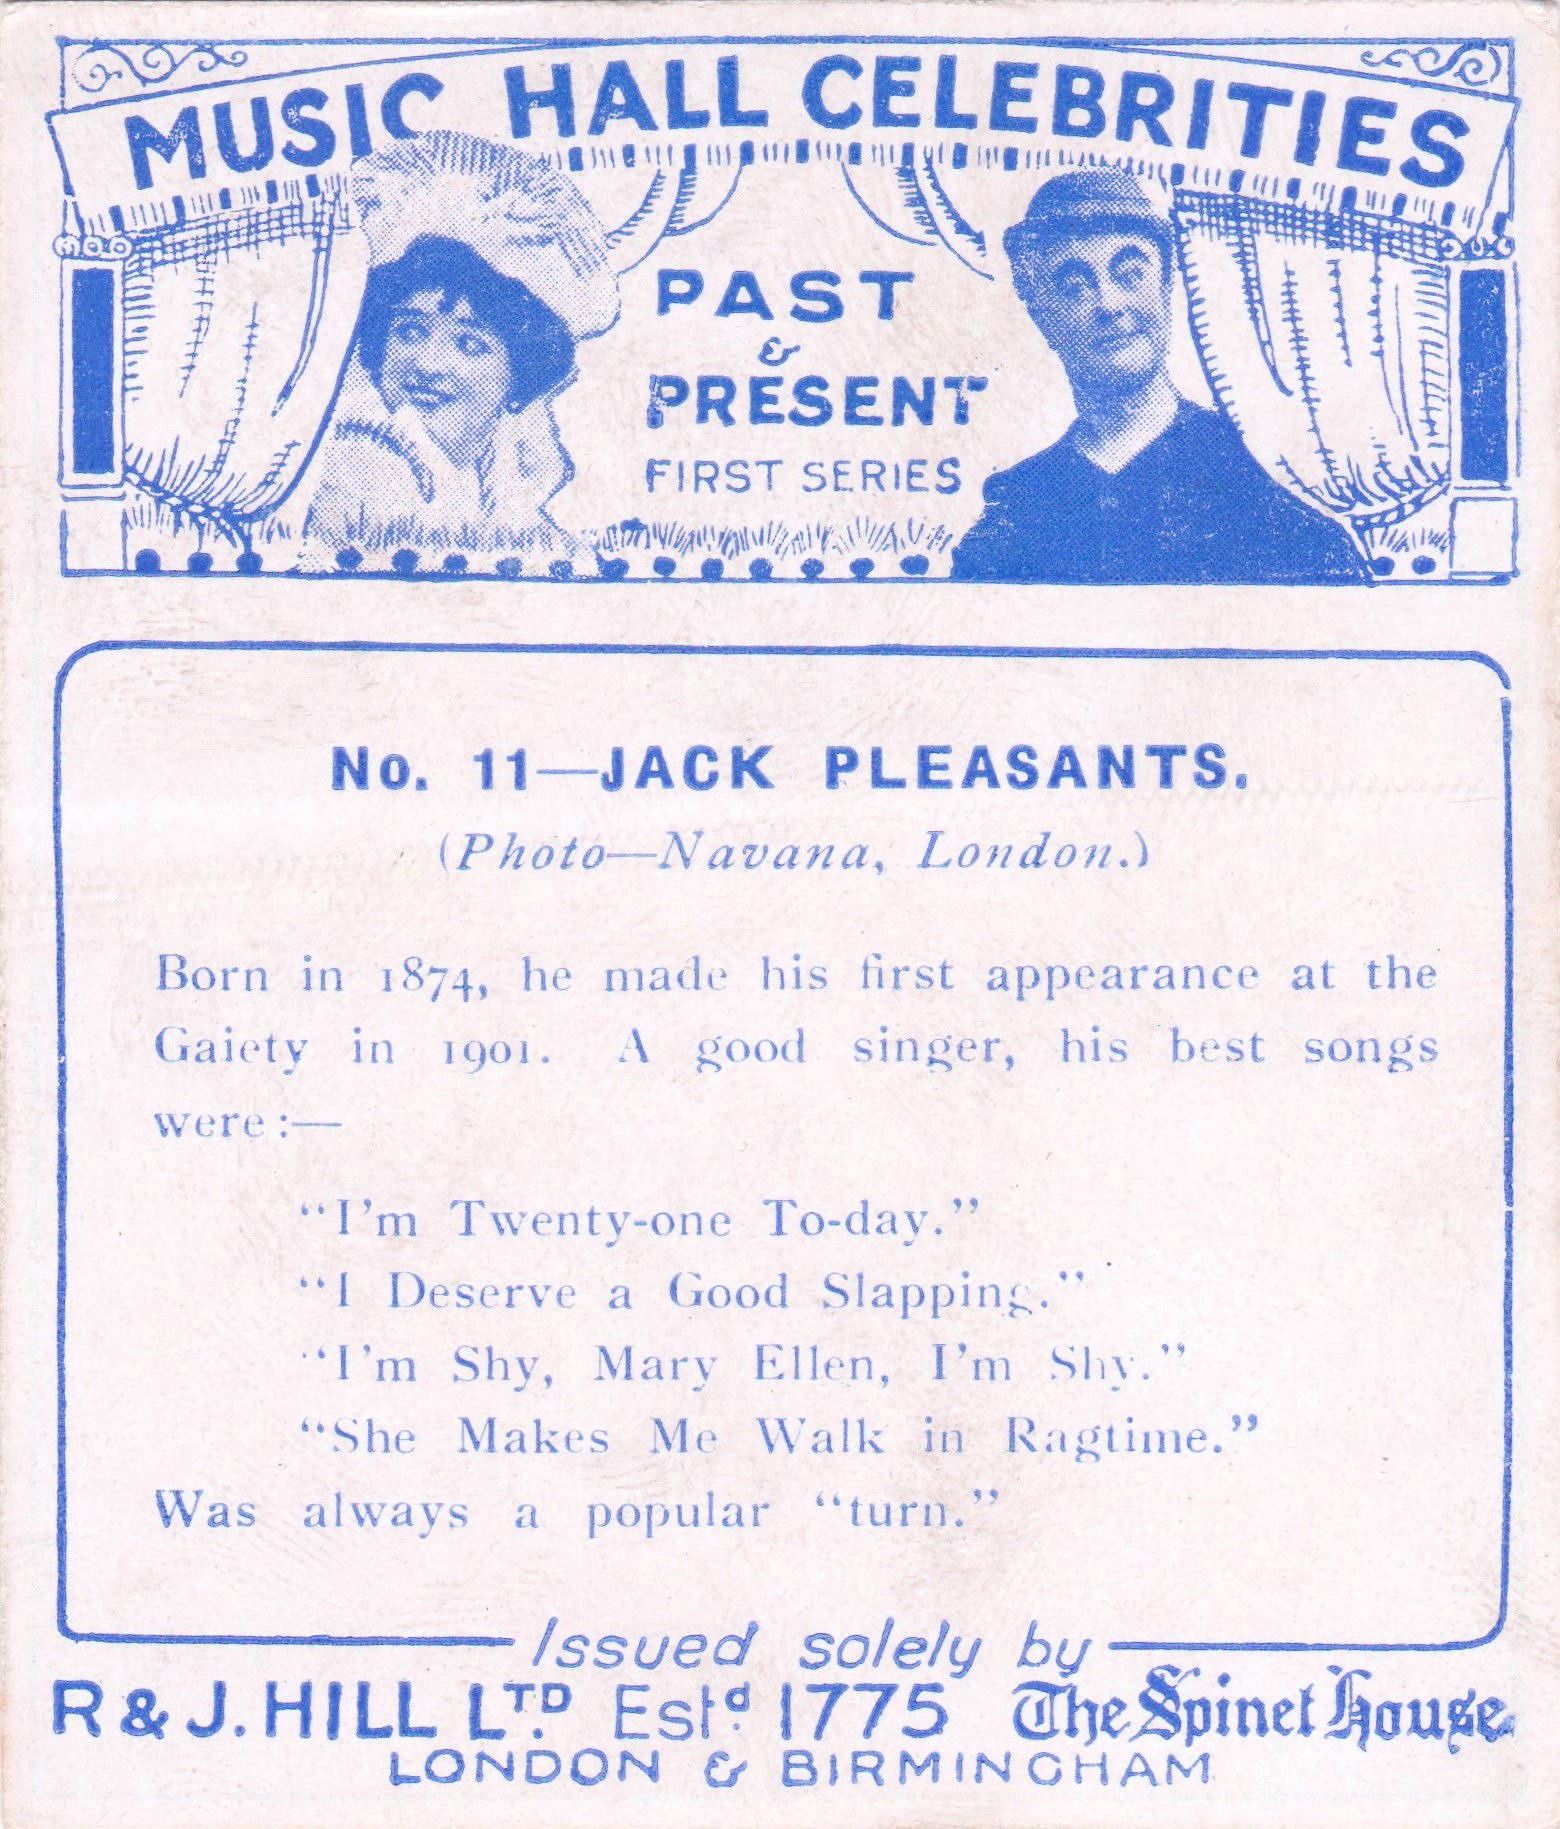 MUSIC HALL CELEBRITIES
PAST
&
PRESENT
FIRST SERIES
No. 11—JACK PLEASANTS.
(Photo—Navana, London.)
Born in 1874, he made his first appearance at the
Gaiety in 1901. A good singer, his best songs
were:—
"I'm Twenty-one To-day."
"I Deserve a Good Slapping."
"I'm Shy, Mary Ellen, I'm Shy."
"She Makes Me Walk in Ragtime."
Was always a popular "turn."
Issued solely by
R & J. HILL LTD. Estd. 1775 The Spinet House
LONDON & BIRMINGHAM